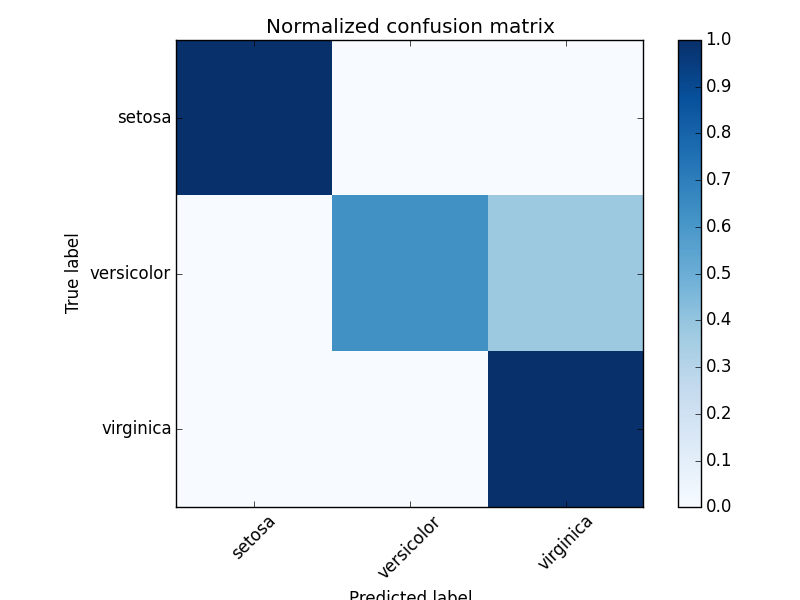 Normalized confusion matrix
True label
setosa
versicolor
virginica
setosa
versicolor
virginica
Predicted label
1.0
0.9
0.8
0.7
0.6
0.5
0.4
0.3
0.2
0.1
0.0